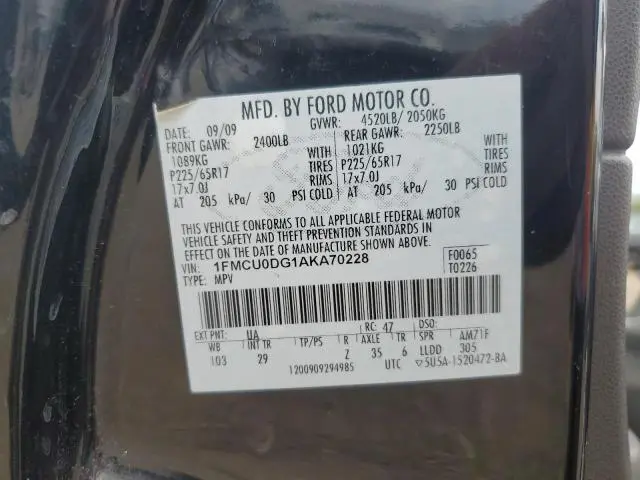 MFD. BY FORD MOTOR CO.
DATE: 09/09 GVWR: 4520LB/ 2050KG
FRONT GAWR: 2400LB REAR GAWR: 2250LB
1089KG WITH 1021KG WITH
P225/65R17 TIRES P225/65R17 TIRES
17x7.0J RIMS 17x7.0J RIMS
AT 205 kPa/ 30 PSI COLD AT 205 kPa/ 30 PSI COLD
THIS VEHICLE CONFORMS TO ALL APPLICABLE FEDERAL MOTOR
VEHICLE SAFETY AND THEFT PREVENTION STANDARDS IN
EFFECT ON THE DATE OF MANUFACTURE SHOWN ABOVE.
VIN: 1FMCU0DG1AKA70228 F0065
TYPE: MPV T0226
EXT PNT: UA RC: 47 DSO:
WB INT TR TP/PS R AXLE TR SPR AM71F
103 29 Z 35 6 LLDD 305
1200909294985 UTC 5U5A-1520472-BA